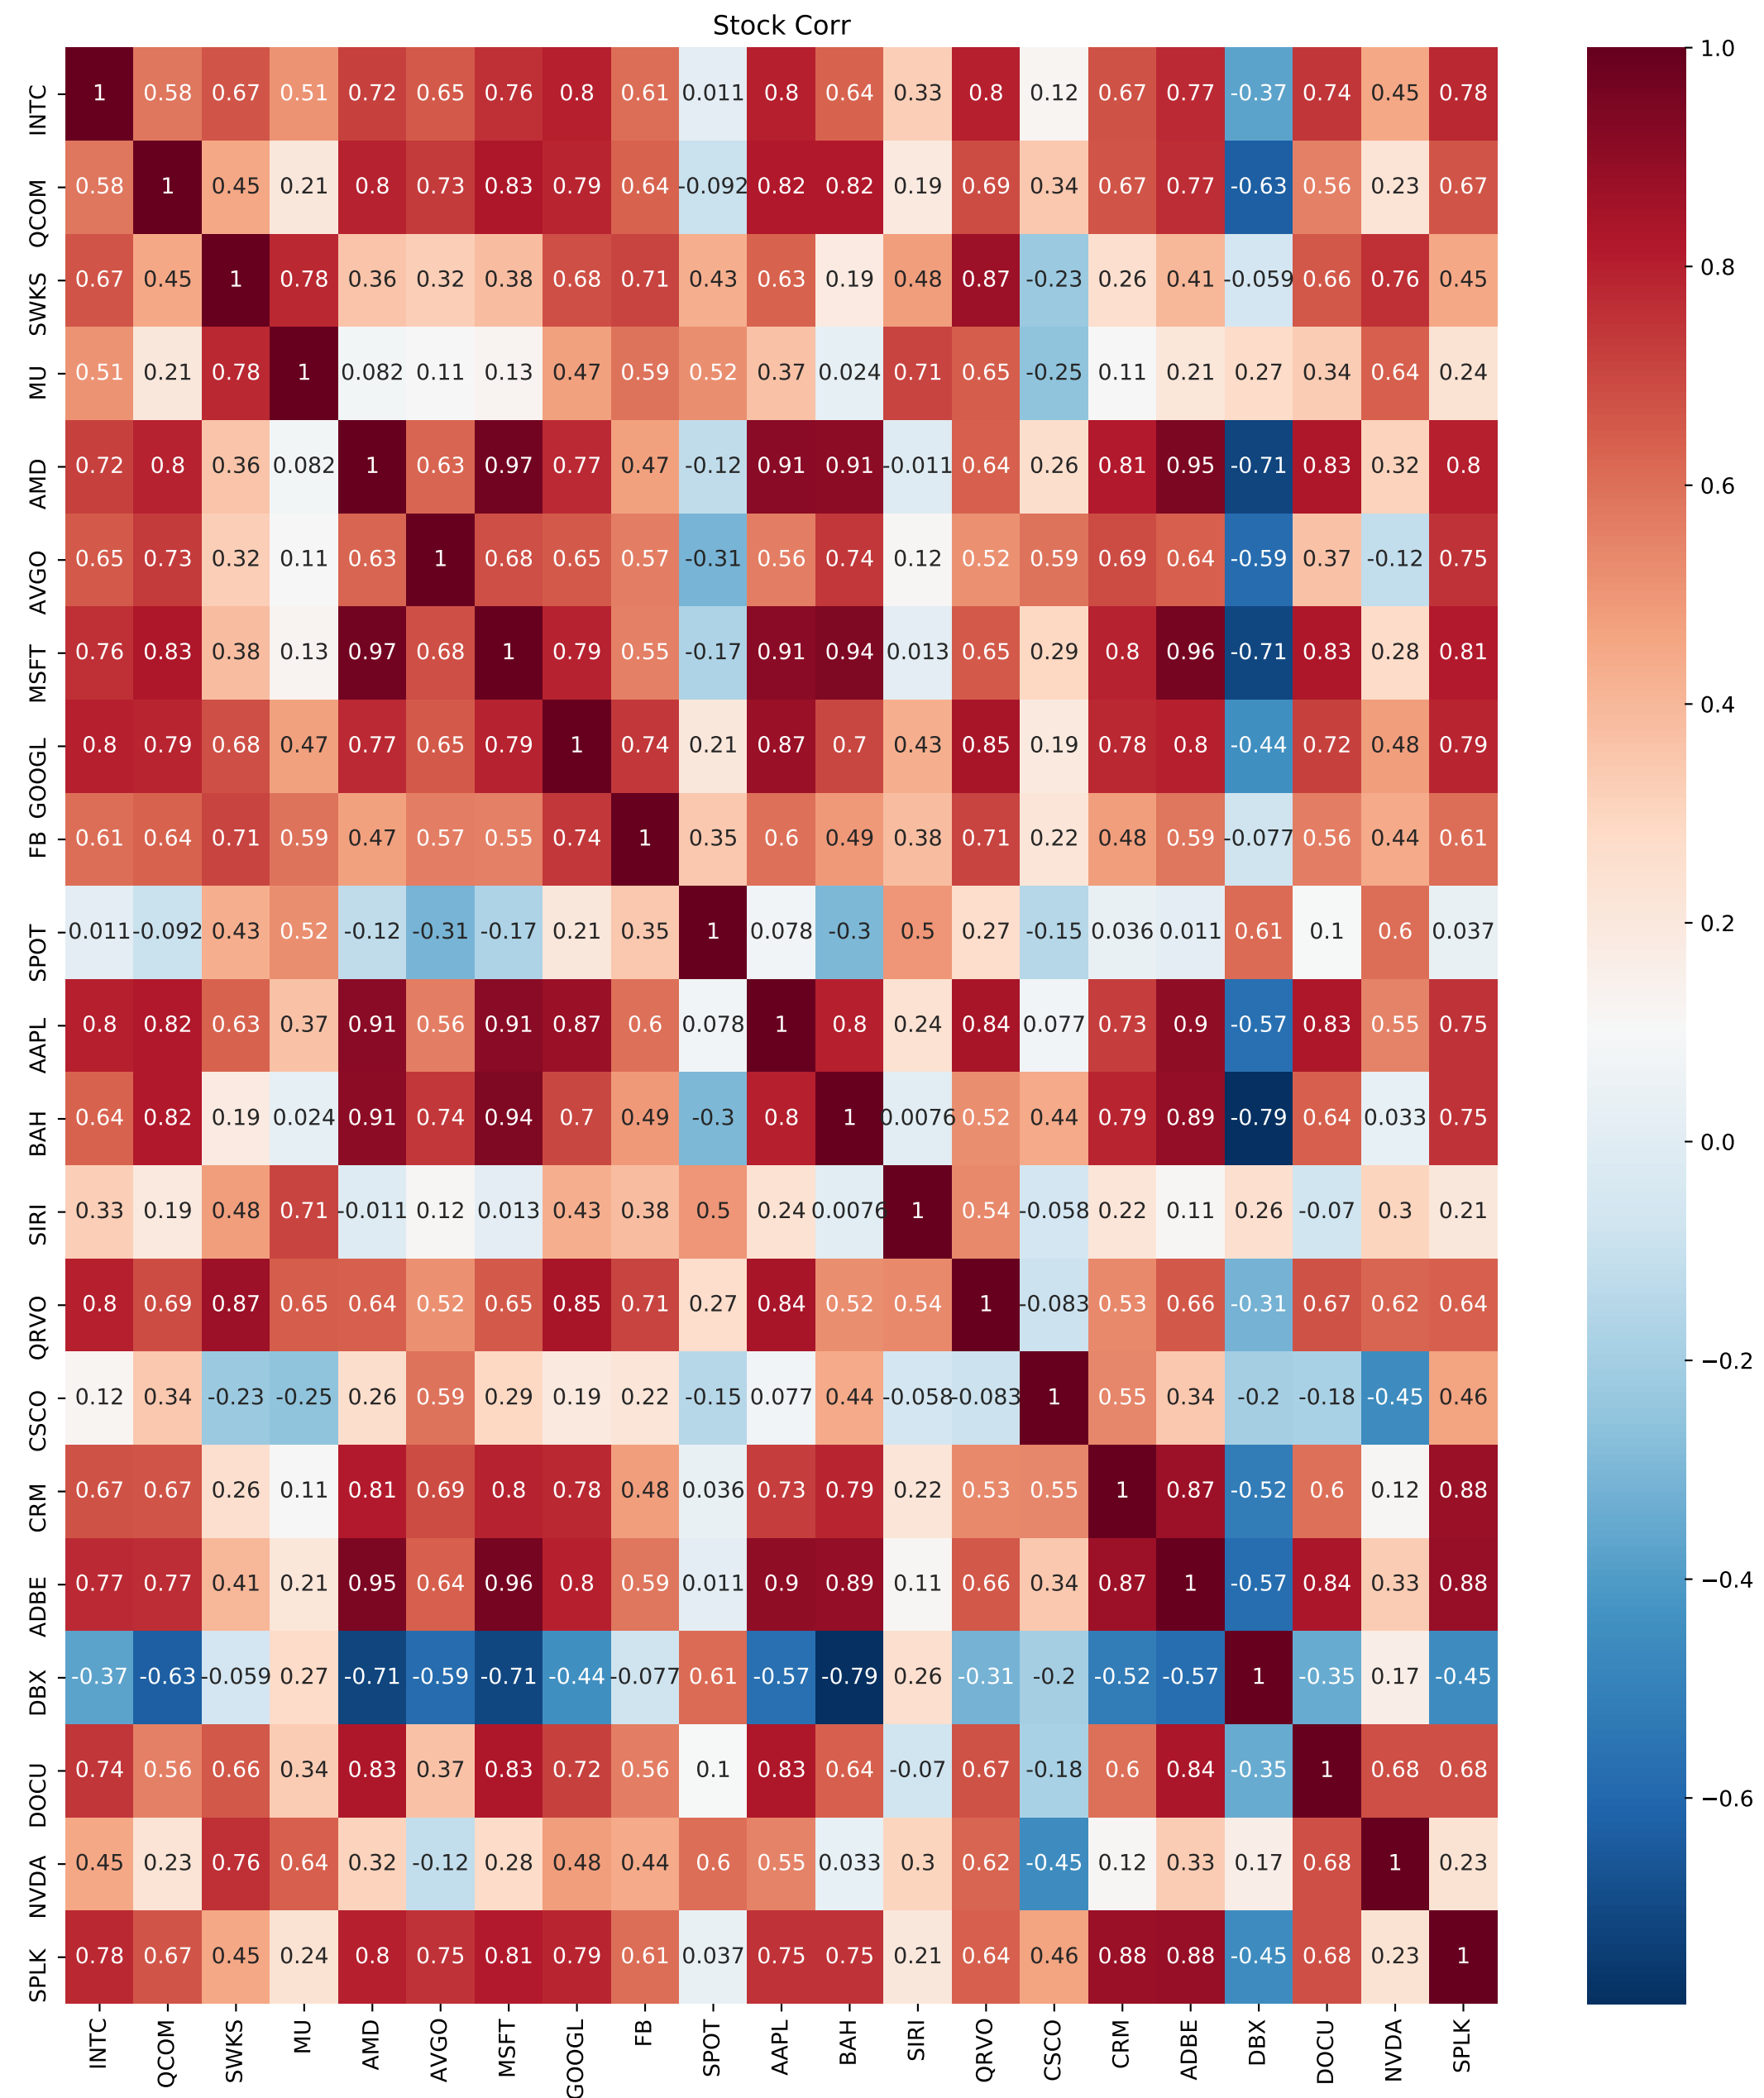 Stock Corr
INTC 1 0.58 0.67 0.51 0.72 0.65 0.76 0.8 0.61 0.011 0.8 0.64 0.33 0.8 0.12 0.67 0.77 -0.37 0.74 0.45 0.78
QCOM 0.58 1 0.45 0.21 0.8 0.73 0.83 0.79 0.64 -0.092 0.82 0.82 0.19 0.69 0.34 0.67 0.77 -0.63 0.56 0.23 0.67
SWKS 0.67 0.45 1 0.78 0.36 0.32 0.38 0.68 0.71 0.43 0.63 0.19 0.48 0.87 -0.23 0.26 0.41 -0.059 0.66 0.76 0.45
MU 0.51 0.21 0.78 1 0.082 0.11 0.13 0.47 0.59 0.52 0.37 0.024 0.71 0.65 -0.25 0.11 0.21 0.27 0.34 0.64 0.24
AMD 0.72 0.8 0.36 0.082 1 0.63 0.97 0.77 0.47 -0.12 0.91 0.91 -0.011 0.64 0.26 0.81 0.95 -0.71 0.83 0.32 0.8
AVGO 0.65 0.73 0.32 0.11 0.63 1 0.68 0.65 0.57 -0.31 0.56 0.74 0.12 0.52 0.59 0.69 0.64 -0.59 0.37 -0.12 0.75
MSFT 0.76 0.83 0.38 0.13 0.97 0.68 1 0.79 0.55 -0.17 0.91 0.94 0.013 0.65 0.29 0.8 0.96 -0.71 0.83 0.28 0.81
GOOGL 0.8 0.79 0.68 0.47 0.77 0.65 0.79 1 0.74 0.21 0.87 0.7 0.43 0.85 0.19 0.78 0.8 -0.44 0.72 0.48 0.79
FB 0.61 0.64 0.71 0.59 0.47 0.57 0.55 0.74 1 0.35 0.6 0.49 0.38 0.71 0.22 0.48 0.59 -0.077 0.56 0.44 0.61
SPOT 0.011 -0.092 0.43 0.52 -0.12 -0.31 -0.17 0.21 0.35 1 0.078 -0.3 0.5 0.27 -0.15 0.036 0.011 0.61 0.1 0.6 0.037
AAPL 0.8 0.82 0.63 0.37 0.91 0.56 0.91 0.87 0.6 0.078 1 0.8 0.24 0.84 0.077 0.73 0.9 -0.57 0.83 0.55 0.75
BAH 0.64 0.82 0.19 0.024 0.91 0.74 0.94 0.7 0.49 -0.3 0.8 1 0.0076 0.52 0.44 0.79 0.89 -0.79 0.64 0.033 0.75
SIRI 0.33 0.19 0.48 0.71 -0.011 0.12 0.013 0.43 0.38 0.5 0.24 0.0076 1 0.54 -0.058 0.22 0.11 0.26 -0.07 0.3 0.21
QRVO 0.8 0.69 0.87 0.65 0.64 0.52 0.65 0.85 0.71 0.27 0.84 0.52 0.54 1 -0.083 0.53 0.66 -0.31 0.67 0.62 0.64
CSCO 0.12 0.34 -0.23 -0.25 0.26 0.59 0.29 0.19 0.22 -0.15 0.077 0.44 -0.058 -0.083 1 0.55 0.34 -0.2 -0.18 -0.45 0.46
CRM 0.67 0.67 0.26 0.11 0.81 0.69 0.8 0.78 0.48 0.036 0.73 0.79 0.22 0.53 0.55 1 0.87 -0.52 0.6 0.12 0.88
ADBE 0.77 0.77 0.41 0.21 0.95 0.64 0.96 0.8 0.59 0.011 0.9 0.89 0.11 0.66 0.34 0.87 1 -0.57 0.84 0.33 0.88
DBX -0.37 -0.63 -0.059 0.27 -0.71 -0.59 -0.71 -0.44 -0.077 0.61 -0.57 -0.79 0.26 -0.31 -0.2 -0.52 -0.57 1 -0.35 0.17 -0.45
DOCU 0.74 0.56 0.66 0.34 0.83 0.37 0.83 0.72 0.56 0.1 0.83 0.64 -0.07 0.67 -0.18 0.6 0.84 -0.35 1 0.68 0.68
NVDA 0.45 0.23 0.76 0.64 0.32 -0.12 0.28 0.48 0.44 0.6 0.55 0.033 0.3 0.62 -0.45 0.12 0.33 0.17 0.68 1 0.23
SPLK 0.78 0.67 0.45 0.24 0.8 0.75 0.81 0.79 0.61 0.037 0.75 0.75 0.21 0.64 0.46 0.88 0.88 -0.45 0.68 0.23 1
INTC QCOM SWKS MU AMD AVGO MSFT GOOGL FB SPOT AAPL BAH SIRI QRVO CSCO CRM ADBE DBX DOCU NVDA SPLK
1.0
0.8
0.6
0.4
0.2
0.0
−0.2
−0.4
−0.6